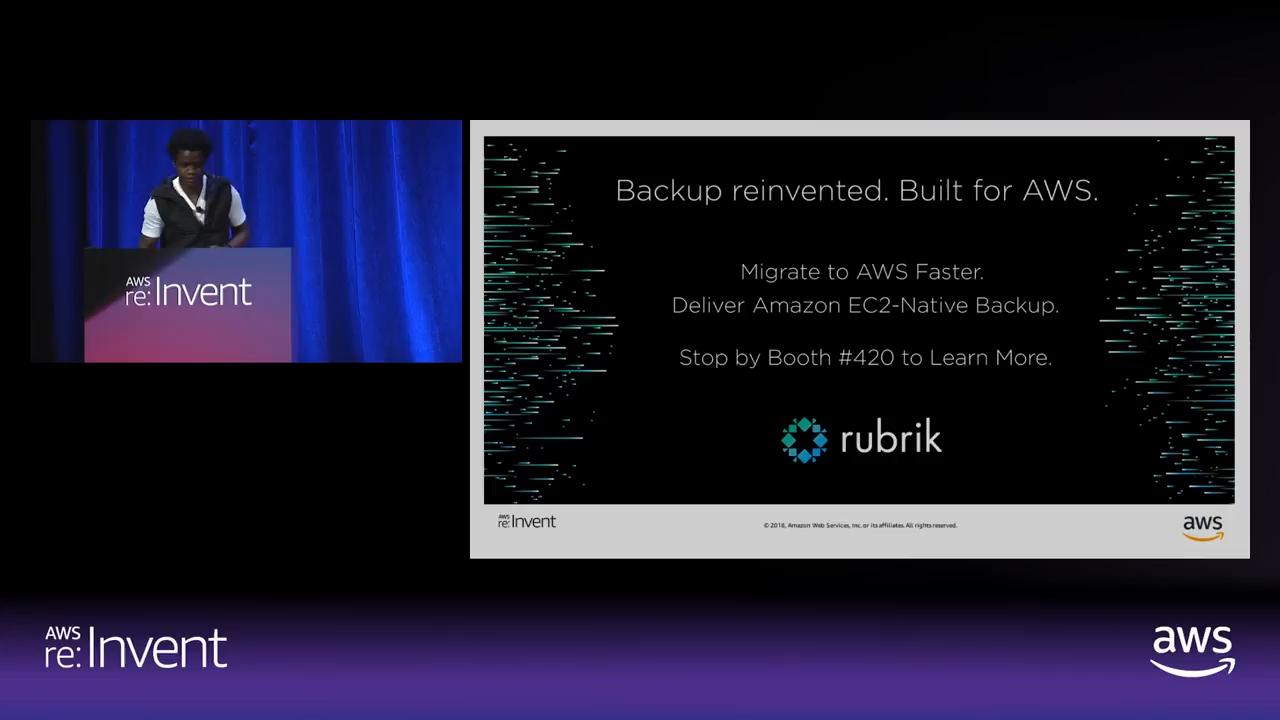 AWS
re:Invent
Backup reinvented. Built for AWS.
Migrate to AWS Faster.
Deliver Amazon EC2-Native Backup.
Stop by Booth #420 to Learn More.
rubrik
AWS
re:Invent
© 2018, Amazon Web Services, Inc. or its affiliates. All rights reserved.
aws
AWS
re:Invent
aws